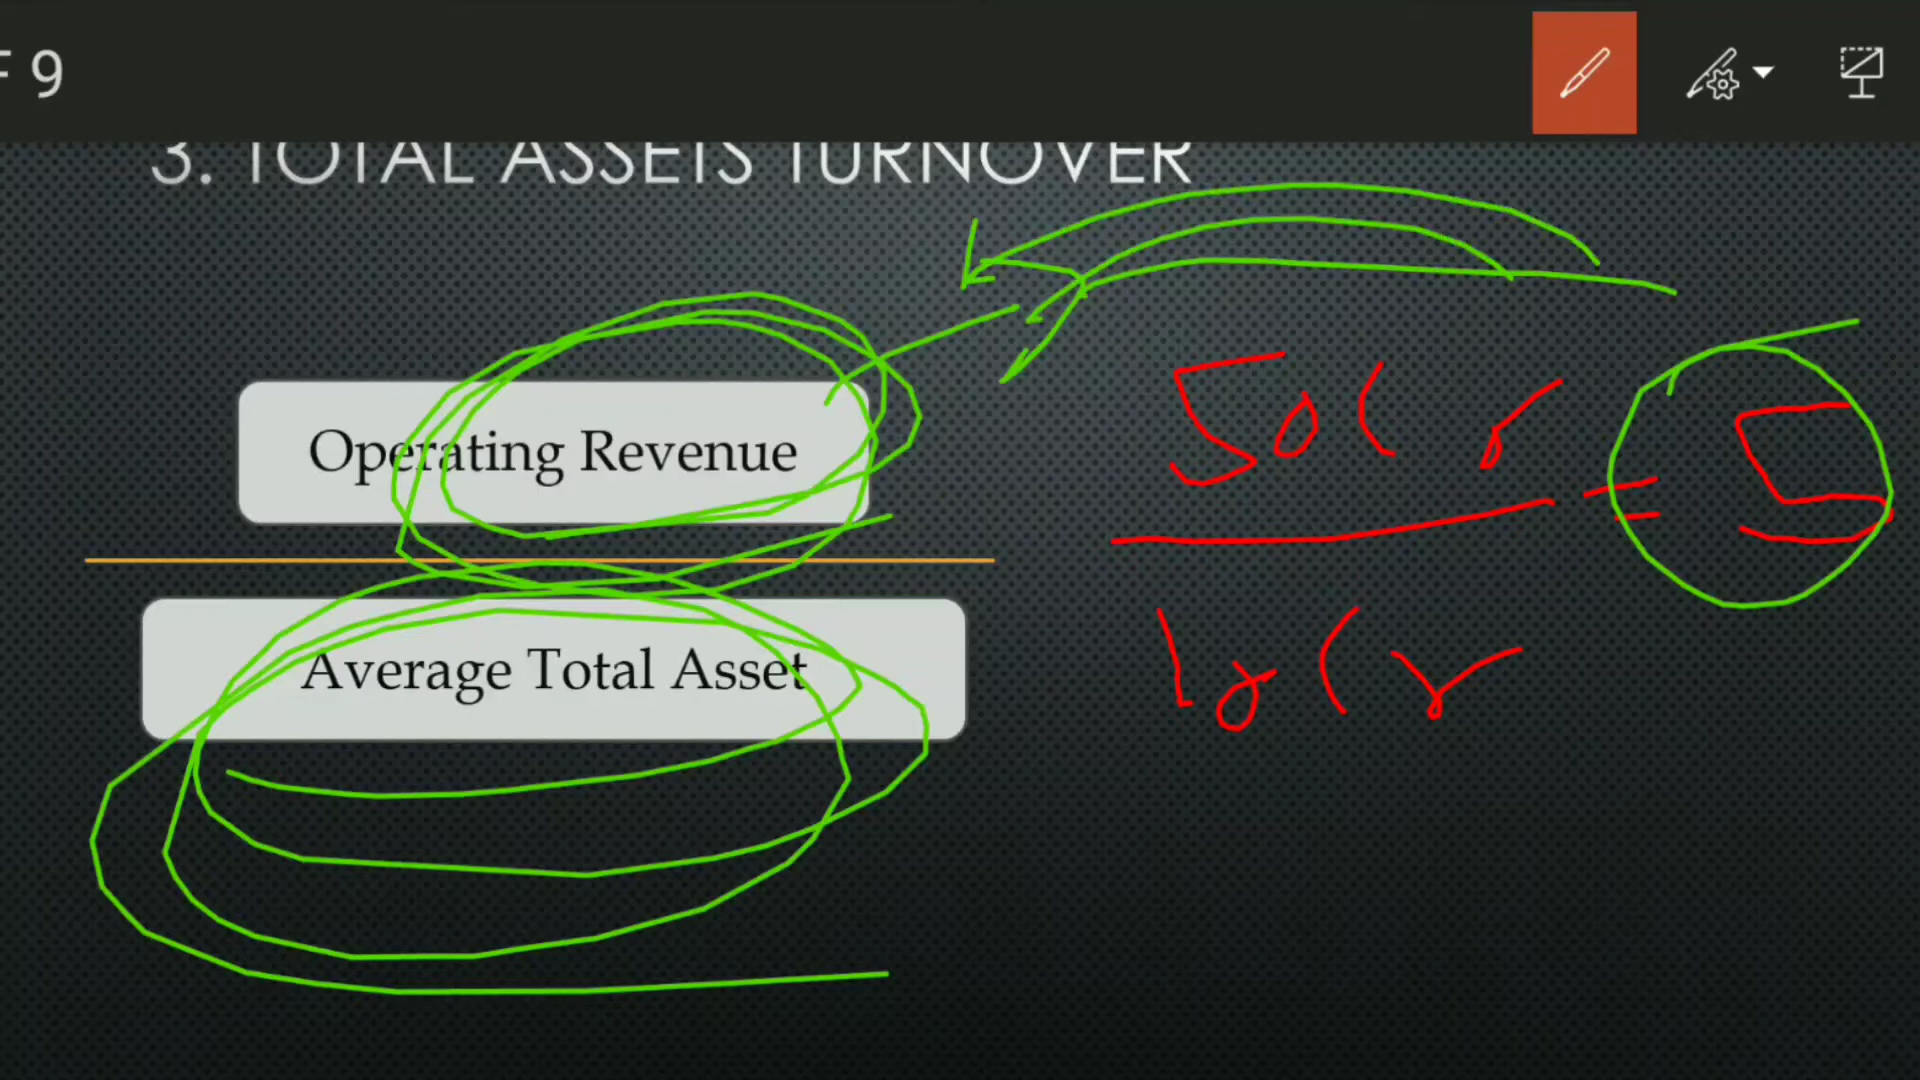 F 9
3. TOTAL ASSETS TURNOVER
Operating Revenue
50 Cr
= 5
Average Total Asset
10 Cr